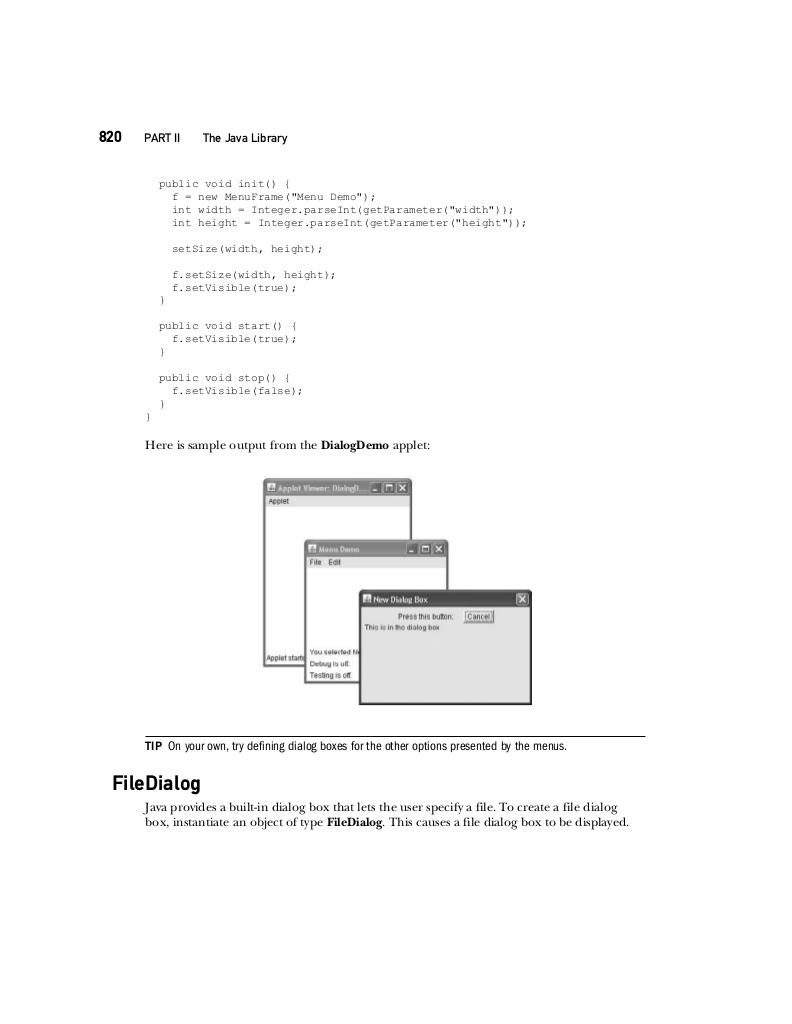 820 PART II The Java Library
public void init() {
f = new MenuFrame("Menu Demo");
int width = Integer.parseInt(getParameter("width"));
int height = Integer.parseInt(getParameter("height"));
setSize(width, height);
f.setSize(width, height);
f.setVisible(true);
}
public void start() {
f.setVisible(true);
}
public void stop() {
f.setVisible(false);
}
}
Here is sample output from the DialogDemo applet:
Applet Viewer: DialogD...
Applet
Menu Demo
File Edit
New Dialog Box
Press this button: Cancel
This is in the dialog box
You selected Ne
Applet starte
Debug is off.
Testing is off.
TIP On your own, try defining dialog boxes for the other options presented by the menus.
FileDialog
Java provides a built-in dialog box that lets the user specify a file. To create a file dialog
box, instantiate an object of type FileDialog. This causes a file dialog box to be displayed.